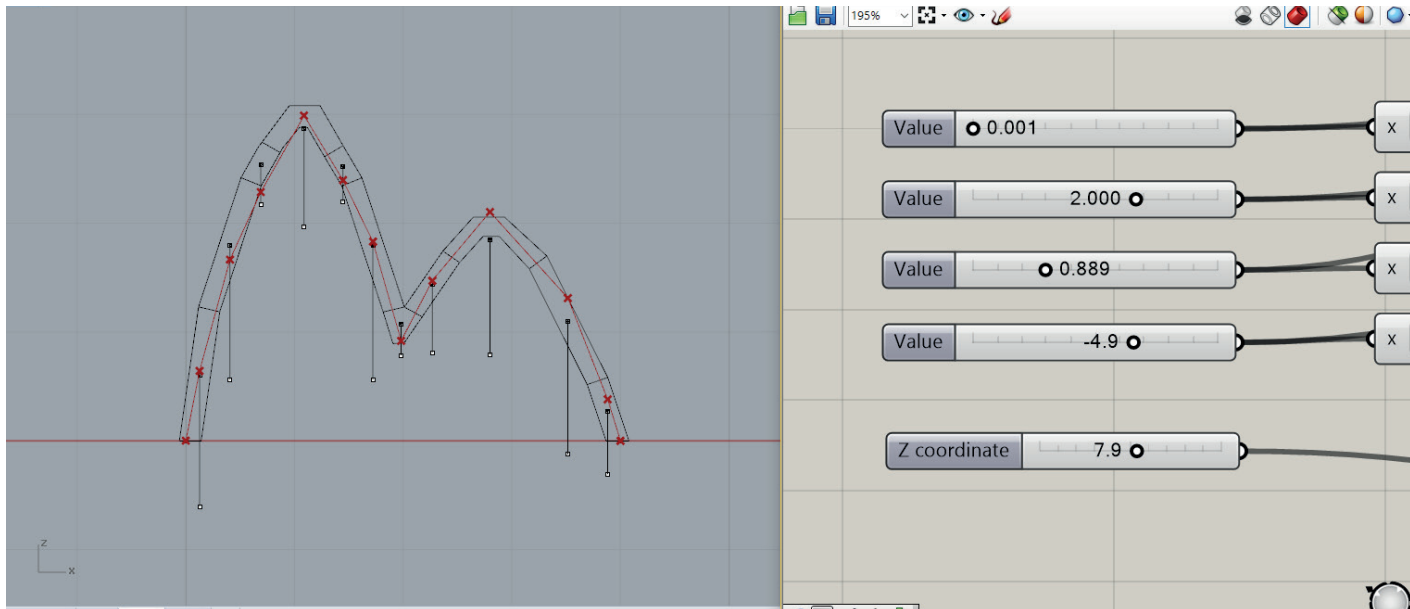 195%
Value 0.001 x
Value 2.000 x
Value 0.889 x
Value -4.9 x
Z coordinate 7.9
z
x